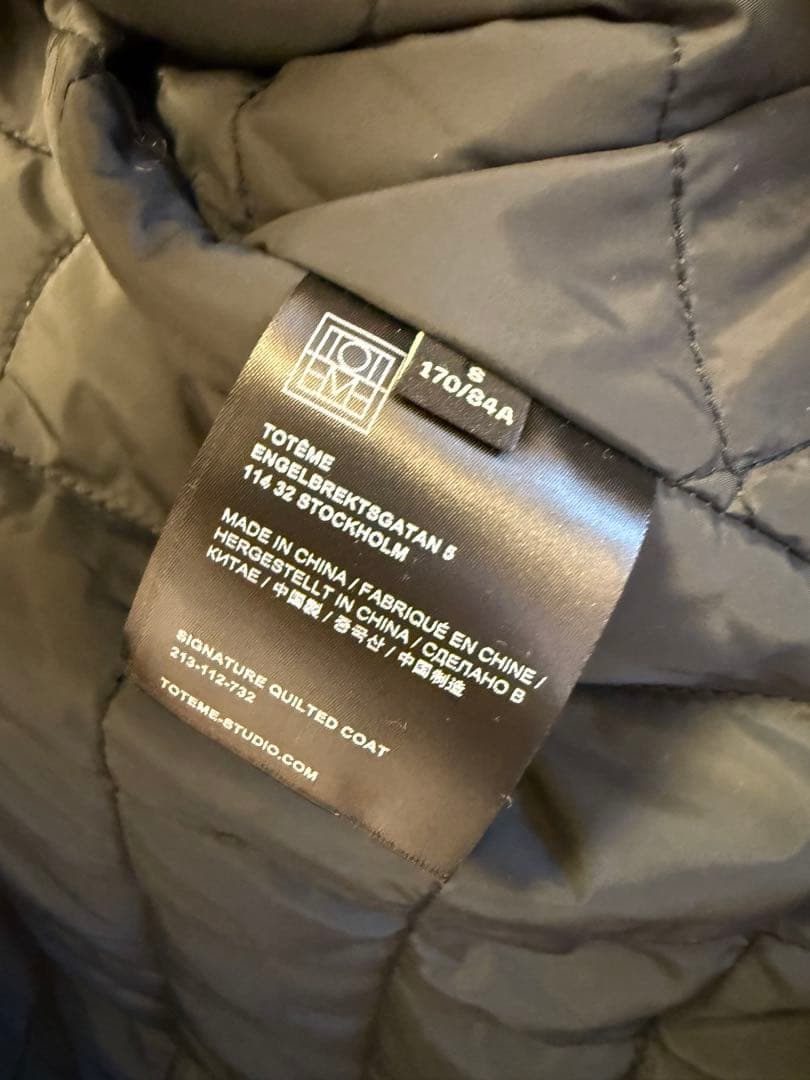 TOT
EME
S
170/84A
TOTÊME
ENGELBREKTSGATAN 5
114 32 STOCKHOLM
MADE IN CHINA / FABRIQUÉ EN CHINE /
HERGESTELLT IN CHINA / СДЕЛАНО В
КИТАЕ / 中国製 / 중국산 / 中国制造
SIGNATURE QUILTED COAT
213-112-732
TOTEME-STUDIO.COM